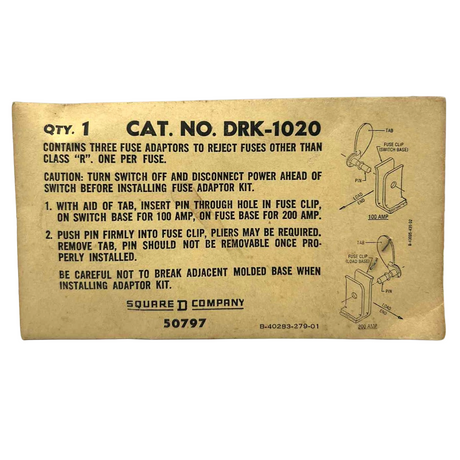 QTY. 1 CAT. NO. DRK-1020
CONTAINS THREE FUSE ADAPTORS TO REJECT FUSES OTHER THAN
CLASS "R". ONE PER FUSE.
CAUTION: TURN SWITCH OFF AND DISCONNECT POWER AHEAD OF
SWITCH BEFORE INSTALLING FUSE ADAPTOR KIT.
1. WITH AID OF TAB, INSERT PIN THROUGH HOLE IN FUSE CLIP,
ON SWITCH BASE FOR 100 AMP, ON FUSE BASE FOR 200 AMP.
2. PUSH PIN FIRMLY INTO FUSE CLIP, PLIERS MAY BE REQUIRED.
REMOVE TAB, PIN SHOULD NOT BE REMOVABLE ONCE PRO-
PERLY INSTALLED.
BE CAREFUL NOT TO BREAK ADJACENT MOLDED BASE WHEN
INSTALLING ADAPTOR KIT.
SQUARE D COMPANY
50797
B-40283-279-01
TAB
FUSE CLIP
(SWITCH BASE)
PIN
LINE
END
100 AMP
TAB
FUSE CLIP
(LOAD BASE)
PIN
LOAD
END
200 AMP